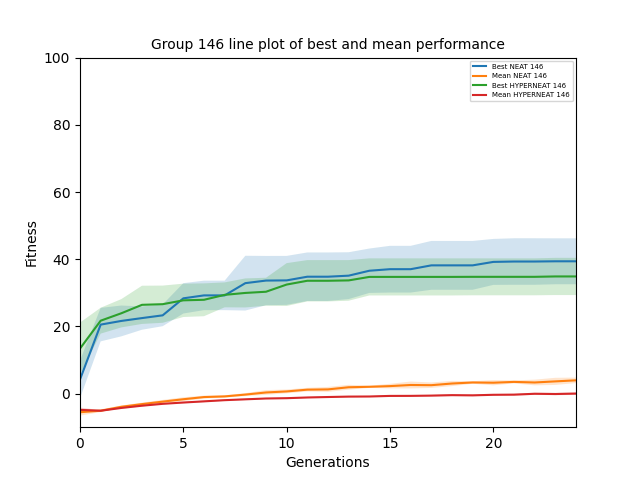 Group 146 line plot of best and mean performance
Best NEAT 146
Mean NEAT 146
Best HYPERNEAT 146
Mean HYPERNEAT 146
100
80
60
40
20
0
Fitness
0 5 10 15 20
Generations